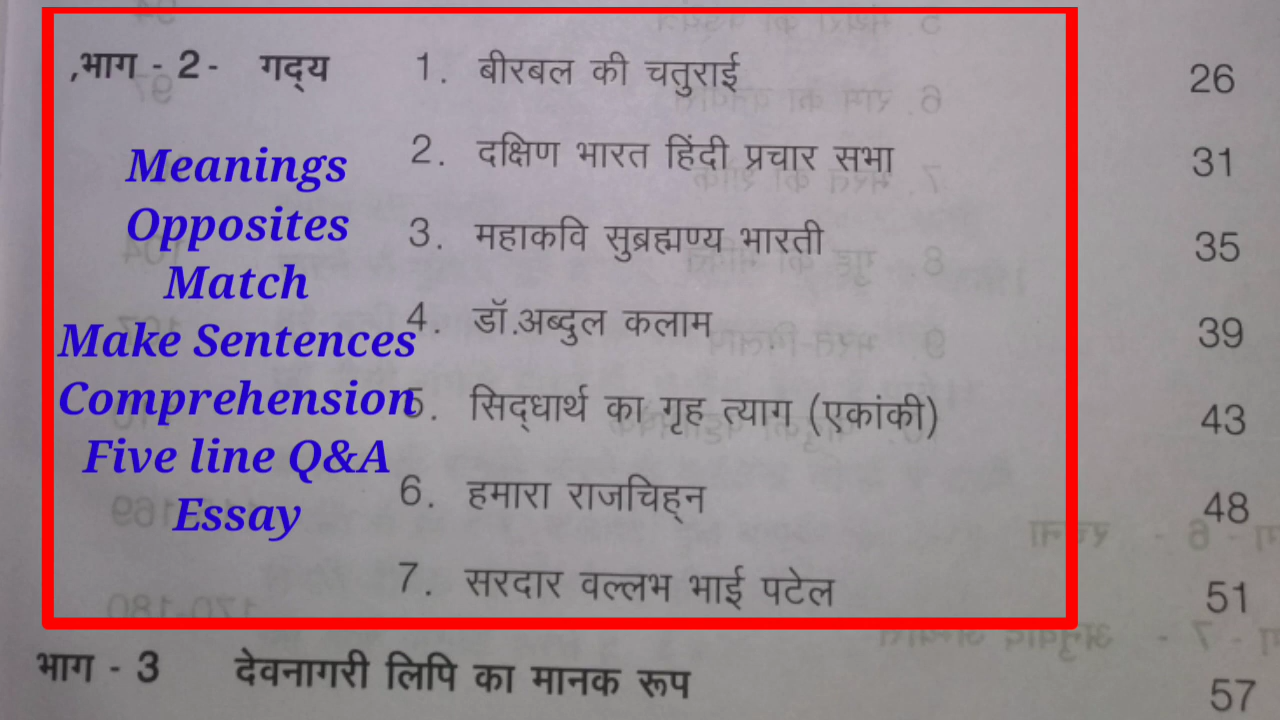 ,भाग - 2 - गद्य 1. बीरबल की चतुराई 26
2. दक्षिण भारत हिंदी प्रचार सभा 31
3. महाकवि सुब्रह्मण्य भारती 35
4. डॉ.अब्दुल कलाम 39
5. सिद्धार्थ का गृह त्याग (एकांकी) 43
6. हमारा राजचिह्न 48
7. सरदार वल्लभ भाई पटेल 51
Meanings
Opposites
Match
Make Sentences
Comprehension
Five line Q&A
Essay
भाग - 3 देवनागरी लिपि का मानक रूप 57